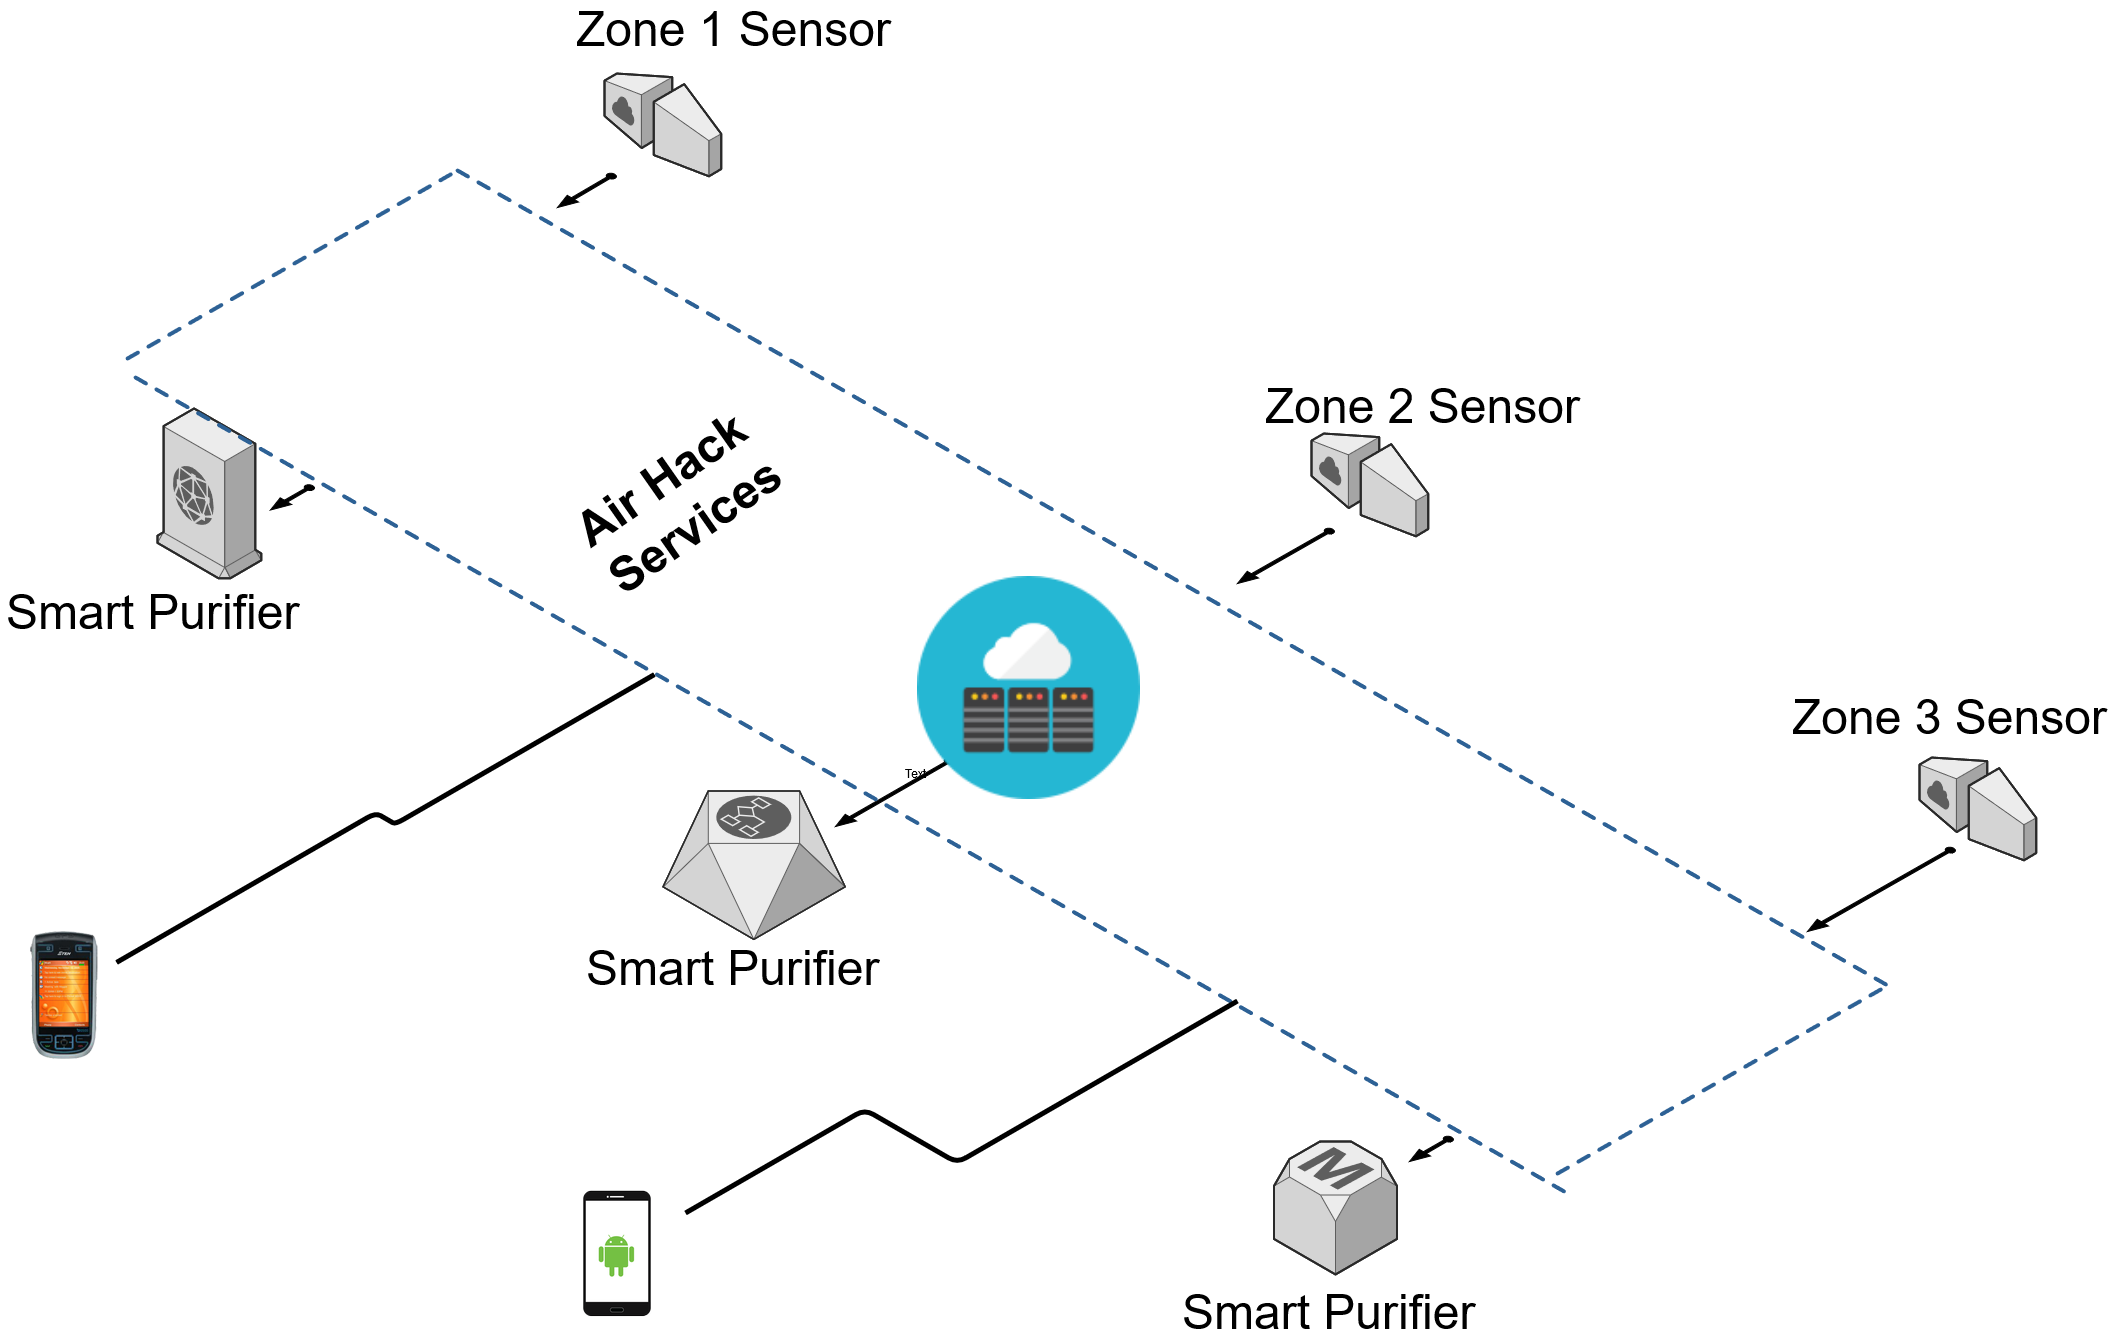 Zone 1 Sensor
Zone 2 Sensor
Air Hack
Services
Smart Purifier
Zone 3 Sensor
Text
Smart Purifier
M
Smart Purifier